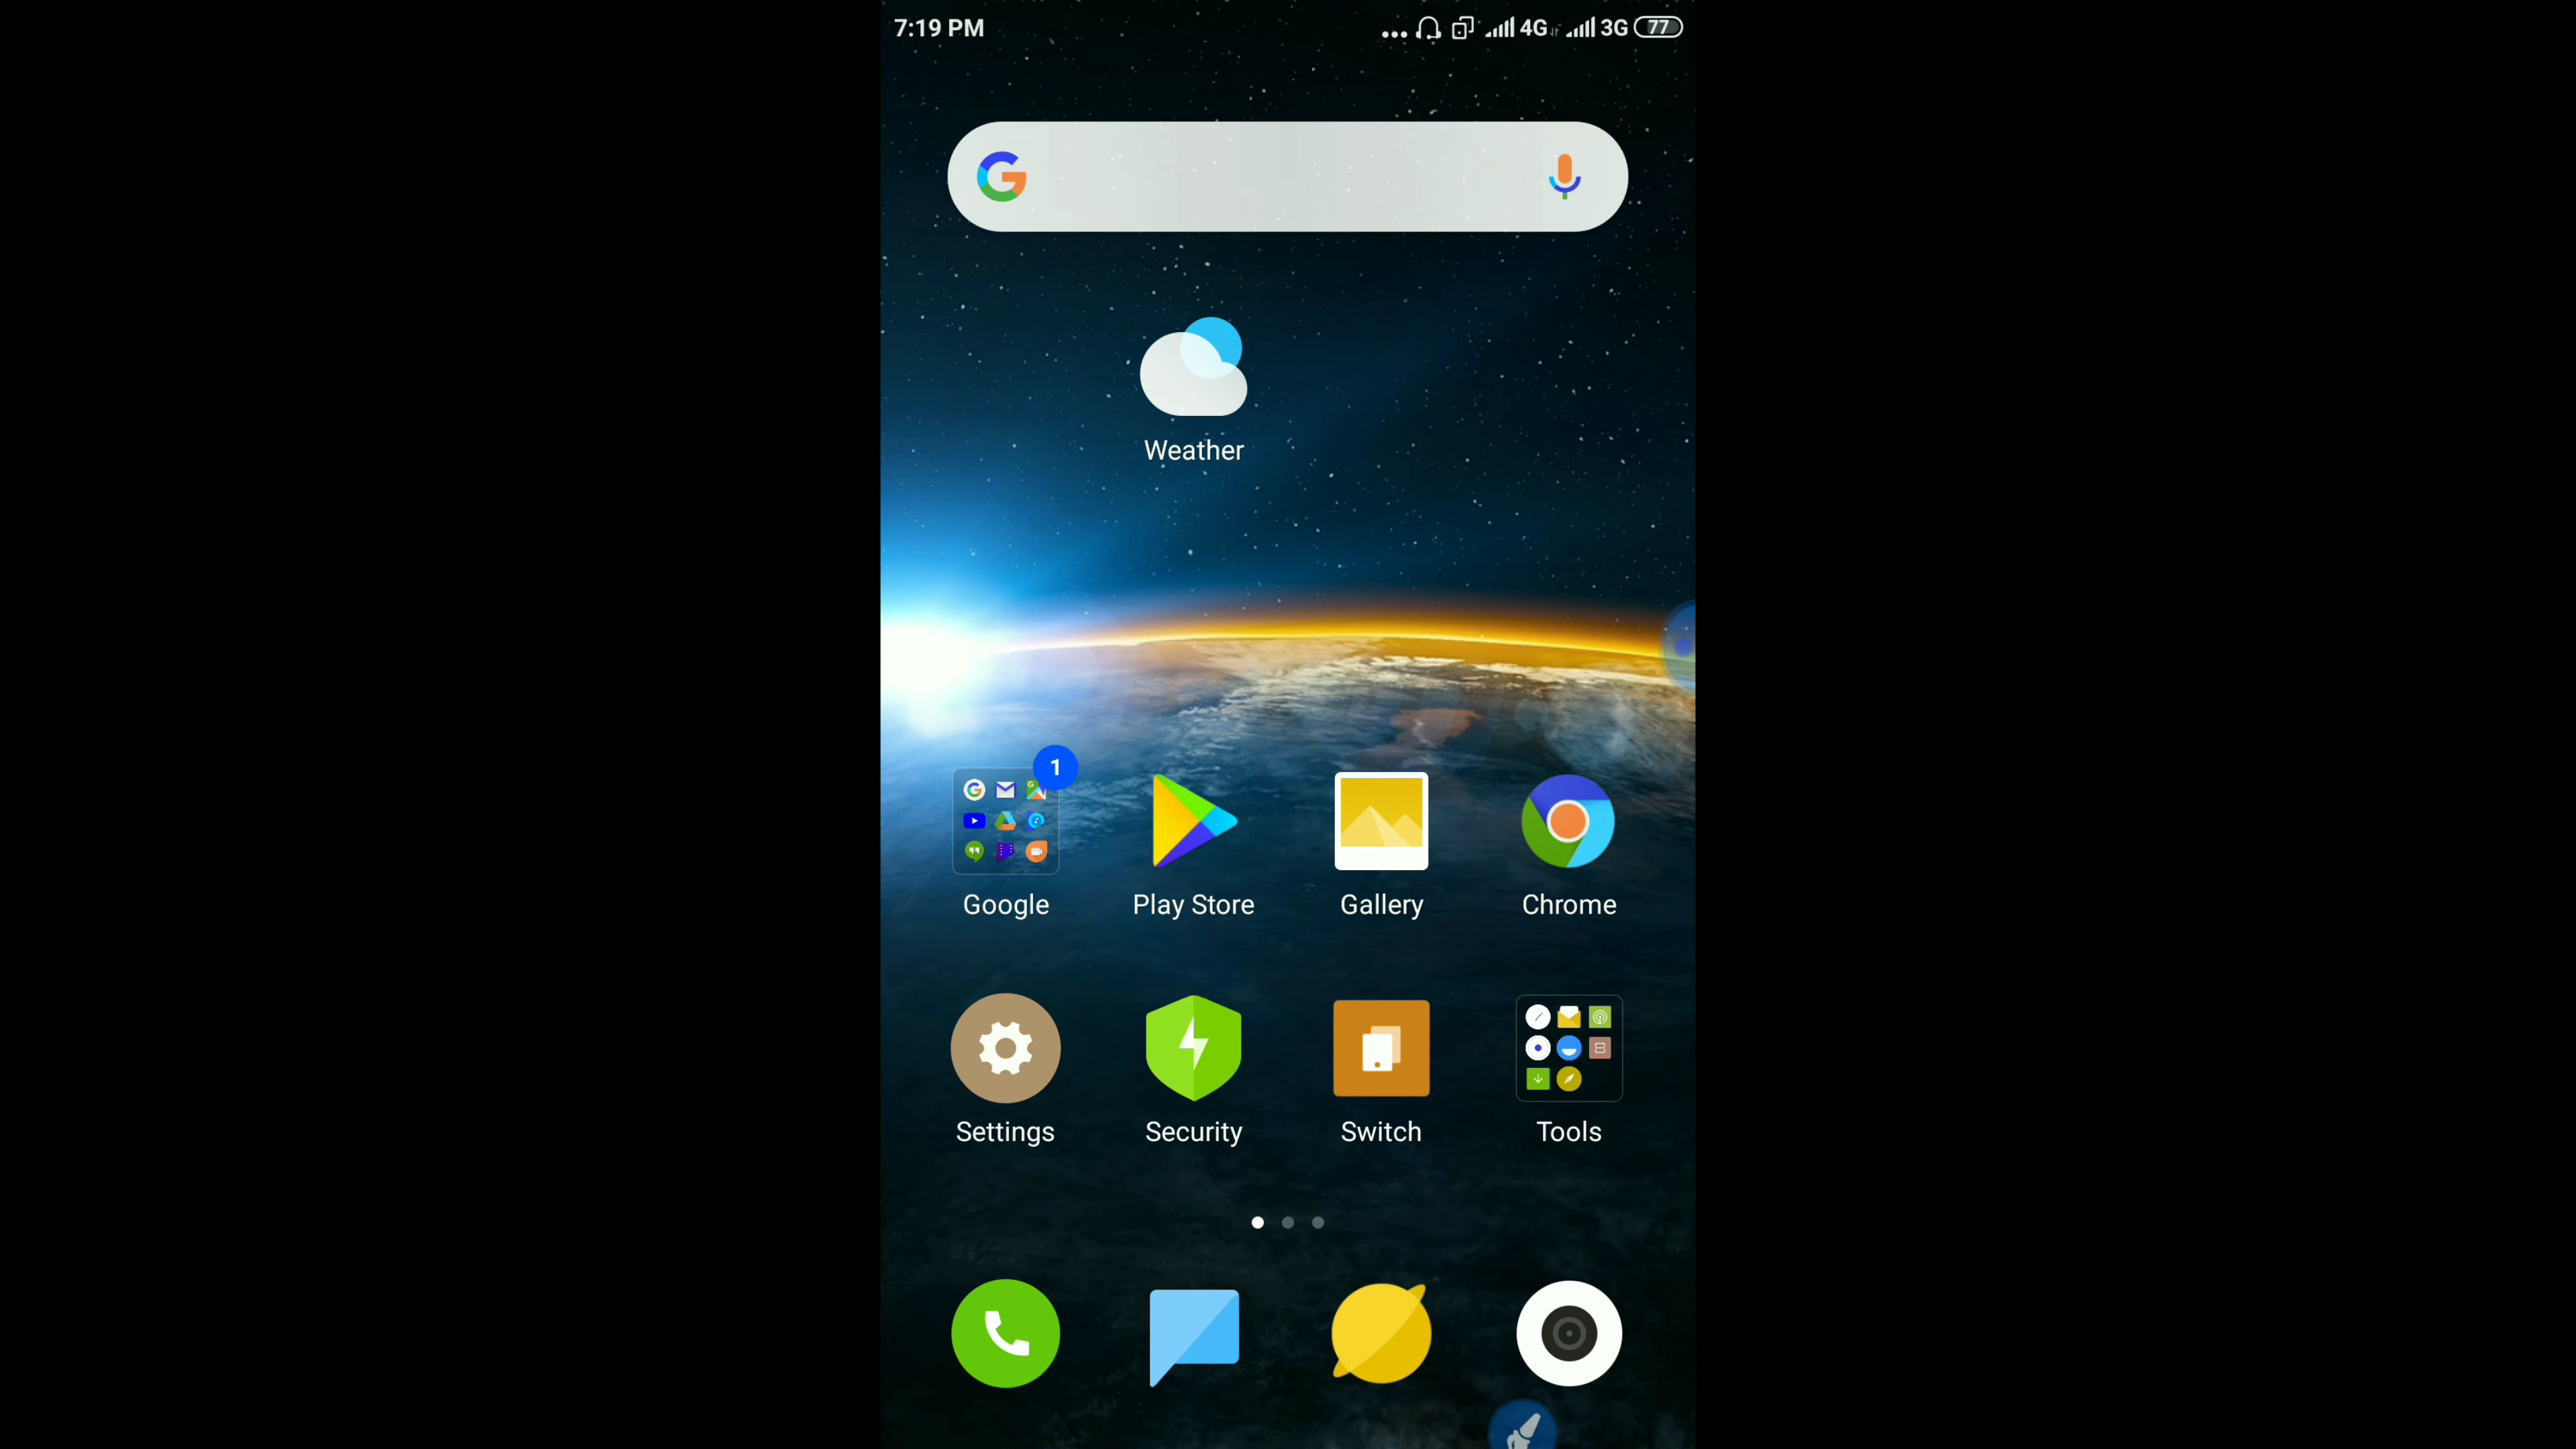 7:19 PM
4G 3G 77
Weather
1
Google Play Store Gallery Chrome
Settings Security Switch Tools